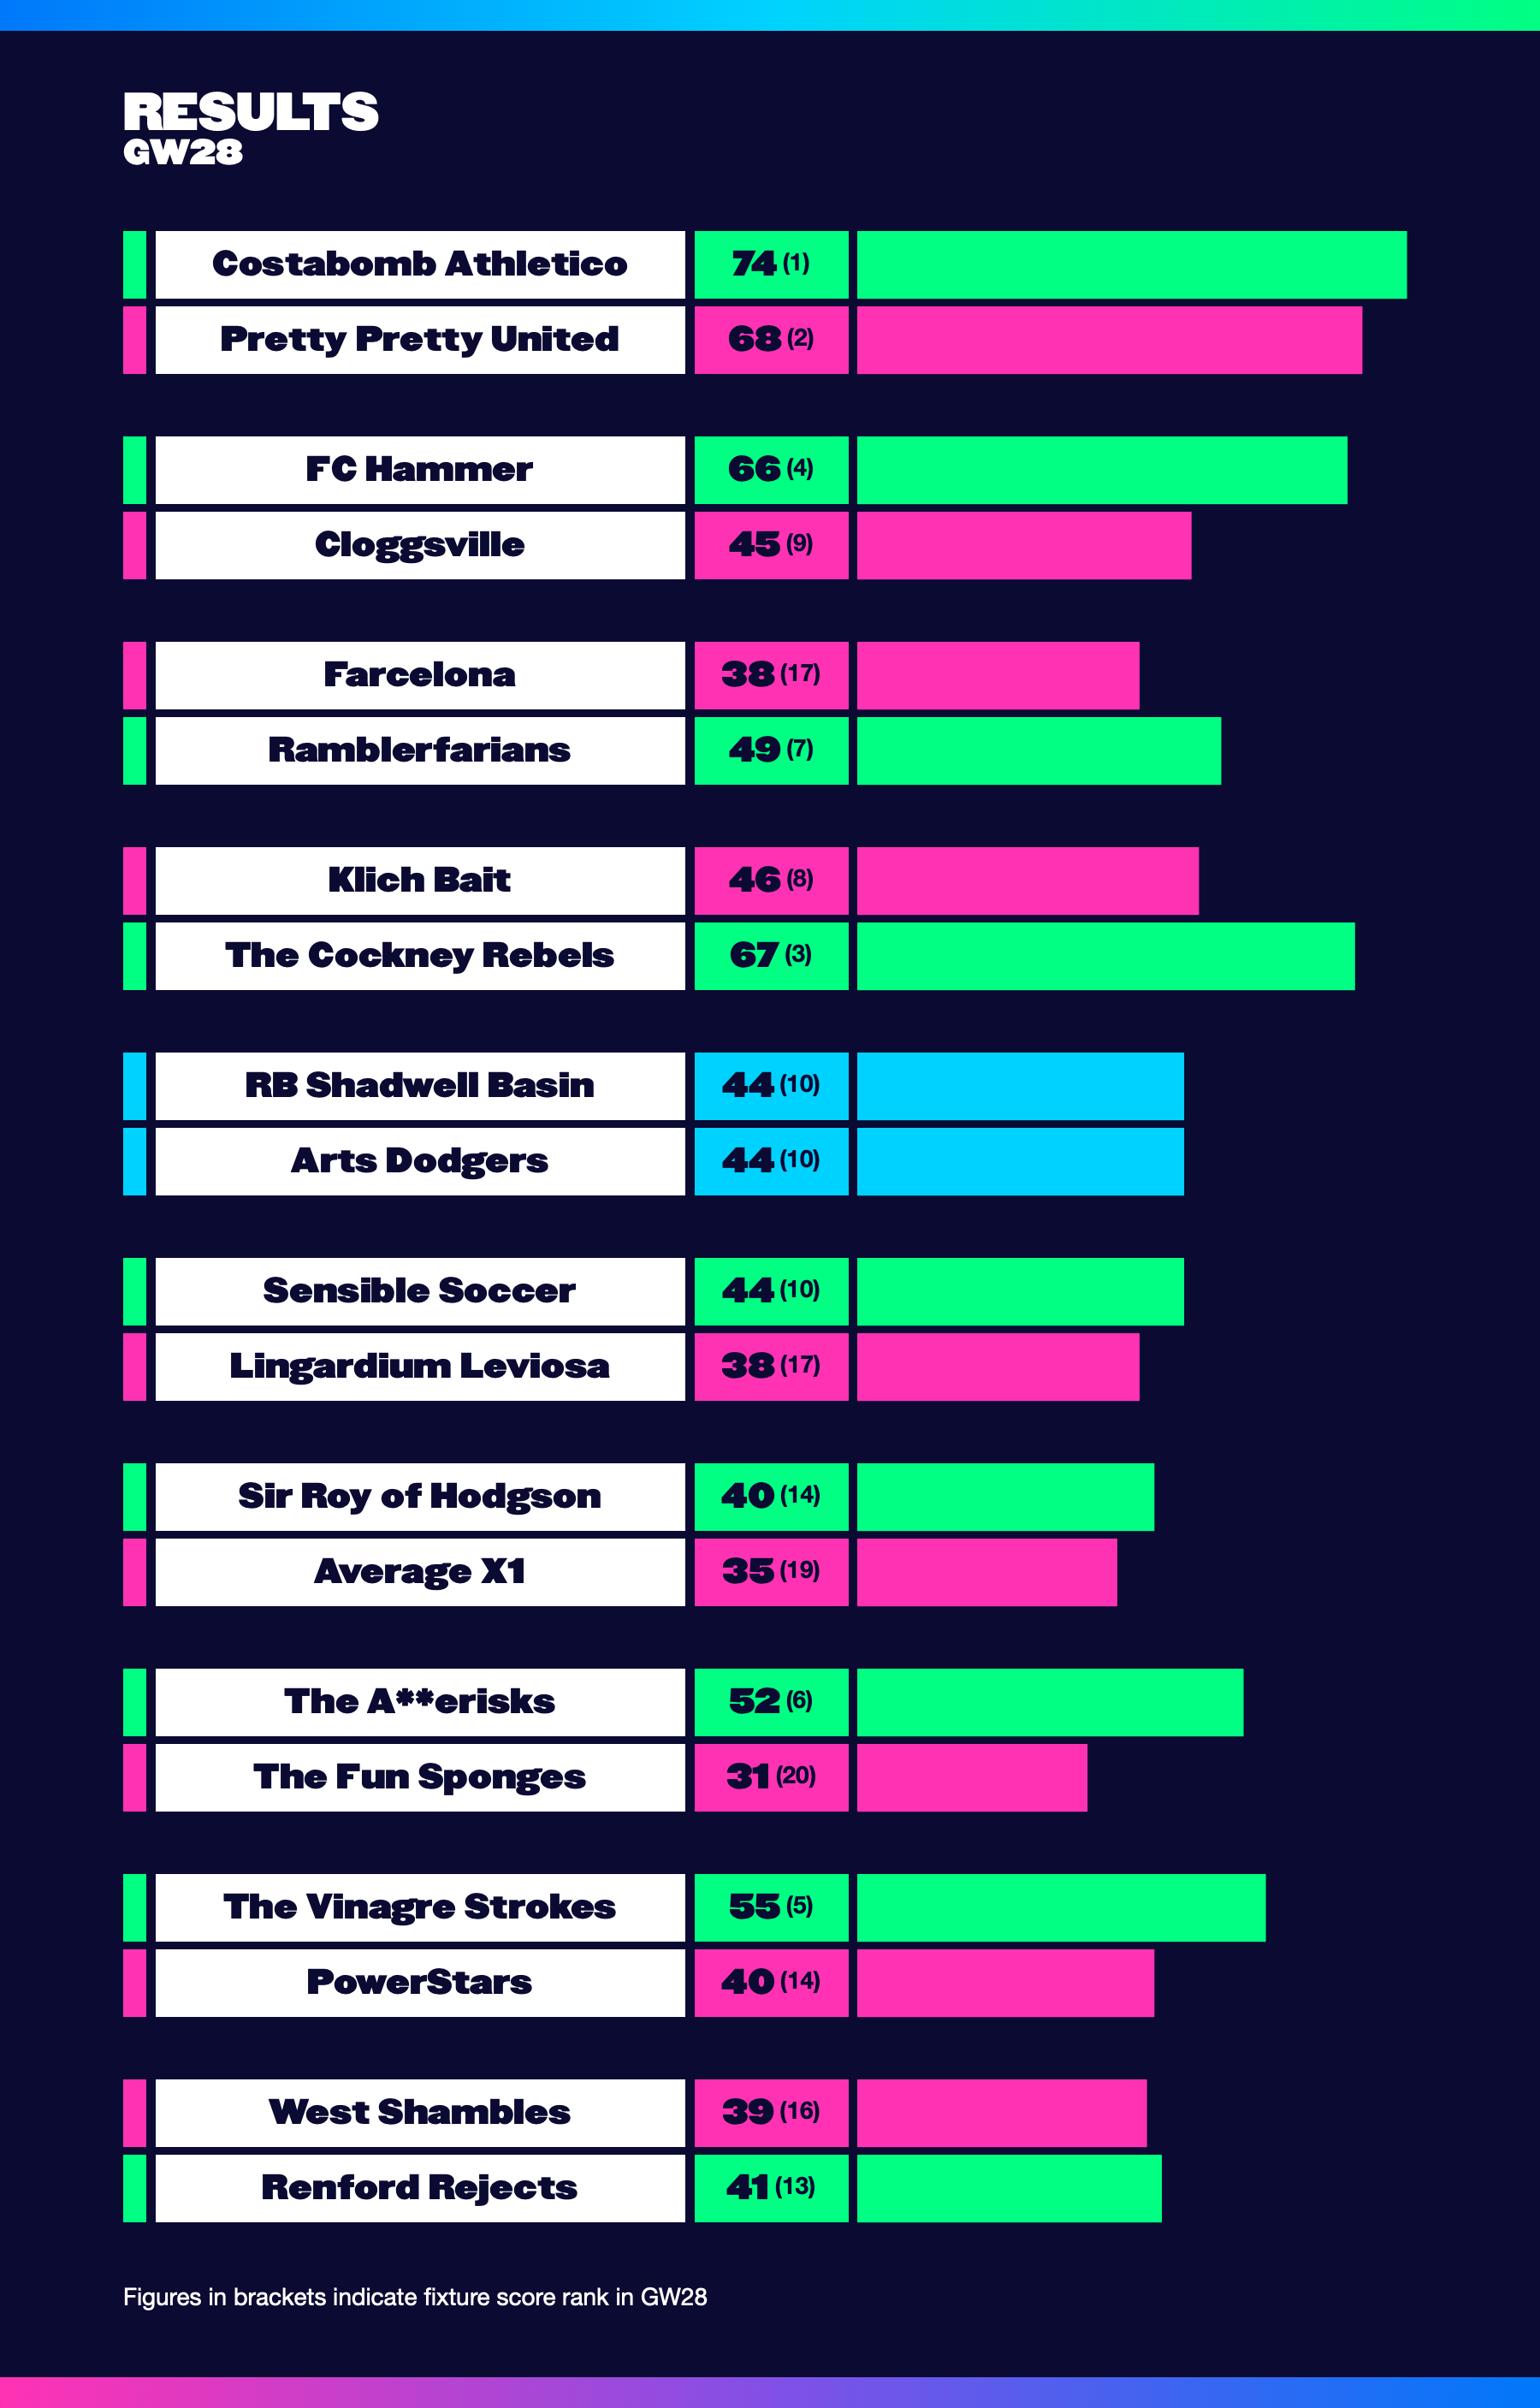 RESULTS
GW28
Costabomb Athletico 74 (1)
Pretty Pretty United 68 (2)
FC Hammer 66 (4)
Cloggsville 45 (9)
Farcelona 38 (17)
Ramblerfarians 49 (7)
Klich Bait 46 (8)
The Cockney Rebels 67 (3)
RB Shadwell Basin 44 (10)
Arts Dodgers 44 (10)
Sensible Soccer 44 (10)
Lingardium Leviosa 38 (17)
Sir Roy of Hodgson 40 (14)
Average X1 35 (19)
The A**erisks 52 (6)
The Fun Sponges 31 (20)
The Vinagre Strokes 55 (5)
PowerStars 40 (14)
West Shambles 39 (16)
Renford Rejects 41 (13)
Figures in brackets indicate fixture score rank in GW28